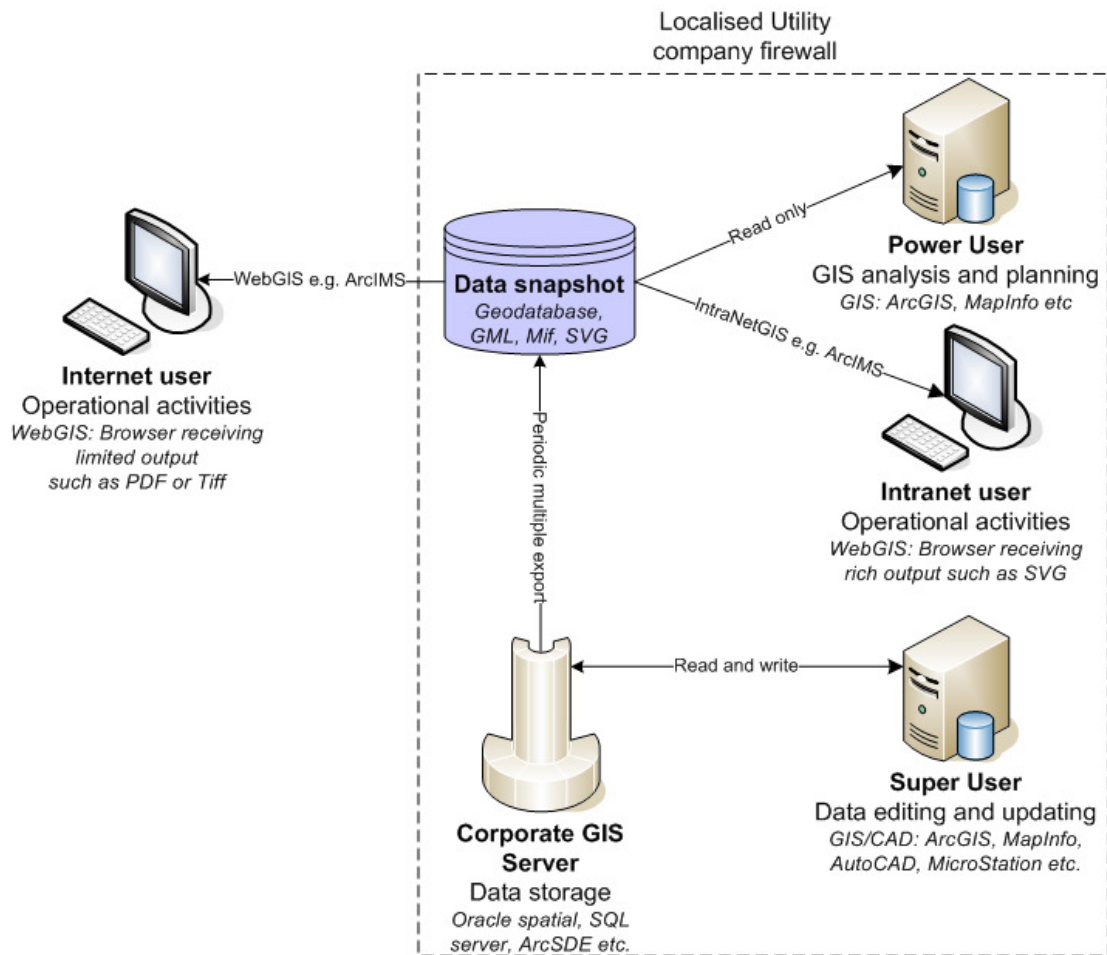 Localised Utility
company firewall
Read only
Power User
GIS analysis and planning
GIS: ArcGIS, MapInfo etc
WebGIS e.g. ArcIMS
Data snapshot
Geodatabase,
GML, Mif, SVG
IntraNetGIS e.g. ArcIMS
Internet user
Operational activities
WebGIS: Browser receiving
limited output
such as PDF or Tiff
Intranet user
Operational activities
WebGIS: Browser receiving
rich output such as SVG
Periodic multiple export
Read and write
Super User
Data editing and updating
GIS/CAD: ArcGIS, MapInfo,
AutoCAD, MicroStation etc.
Corporate GIS
Server
Data storage
Oracle spatial, SQL
server, ArcSDE etc.